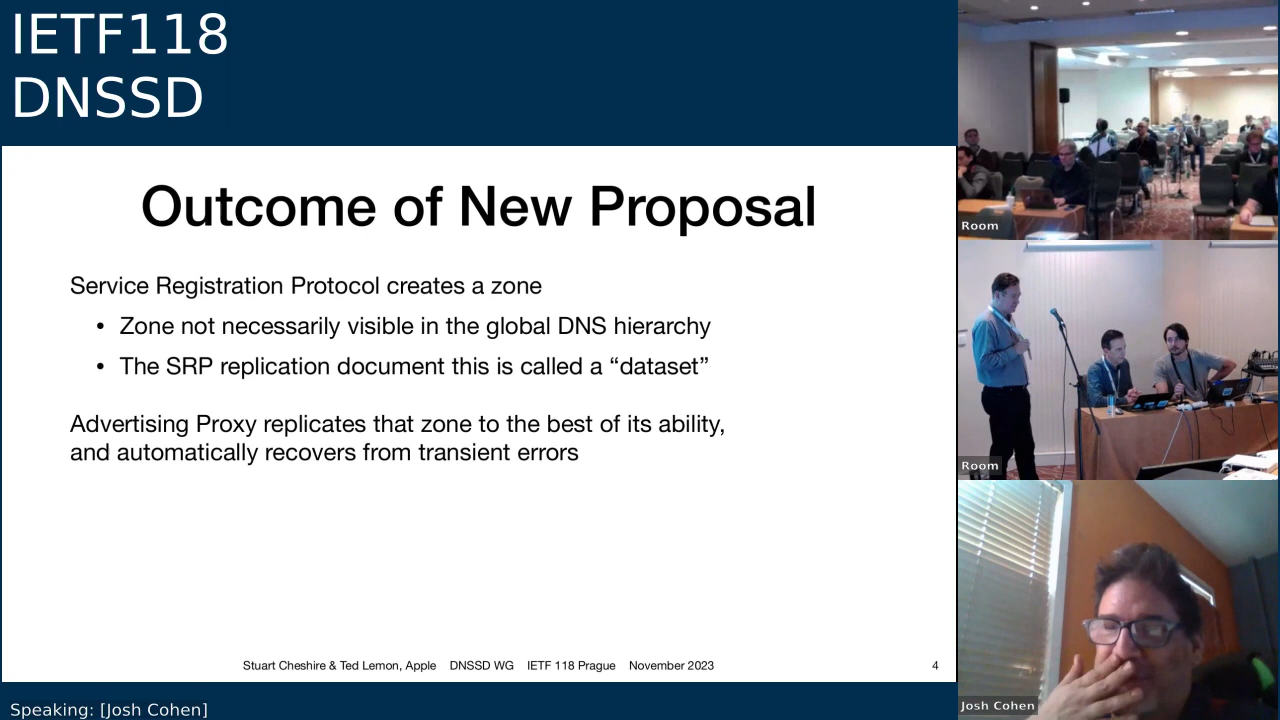 IETF118
DNSSD
Outcome of New Proposal
Service Registration Protocol creates a zone
• Zone not necessarily visible in the global DNS hierarchy
• The SRP replication document this is called a “dataset”
Advertising Proxy replicates that zone to the best of its ability,
and automatically recovers from transient errors
Stuart Cheshire & Ted Lemon, Apple DNSSD WG IETF 118 Prague November 2023
4
Speaking: [Josh Cohen]
Room
Room
Josh Cohen